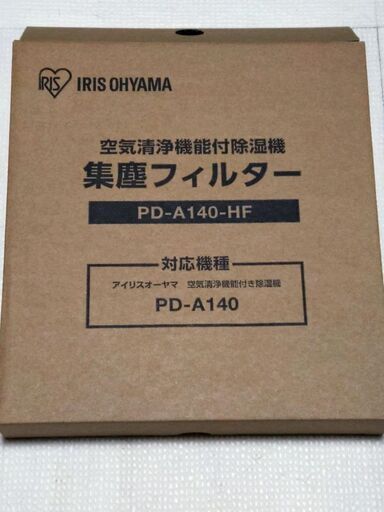 IRIS
IRIS OHYAMA
空気清浄機能付除湿機
集塵フィルター
PD-A140-HF
対応機種
アイリスオーヤマ 空気清浄機能付き除湿機
PD-A140